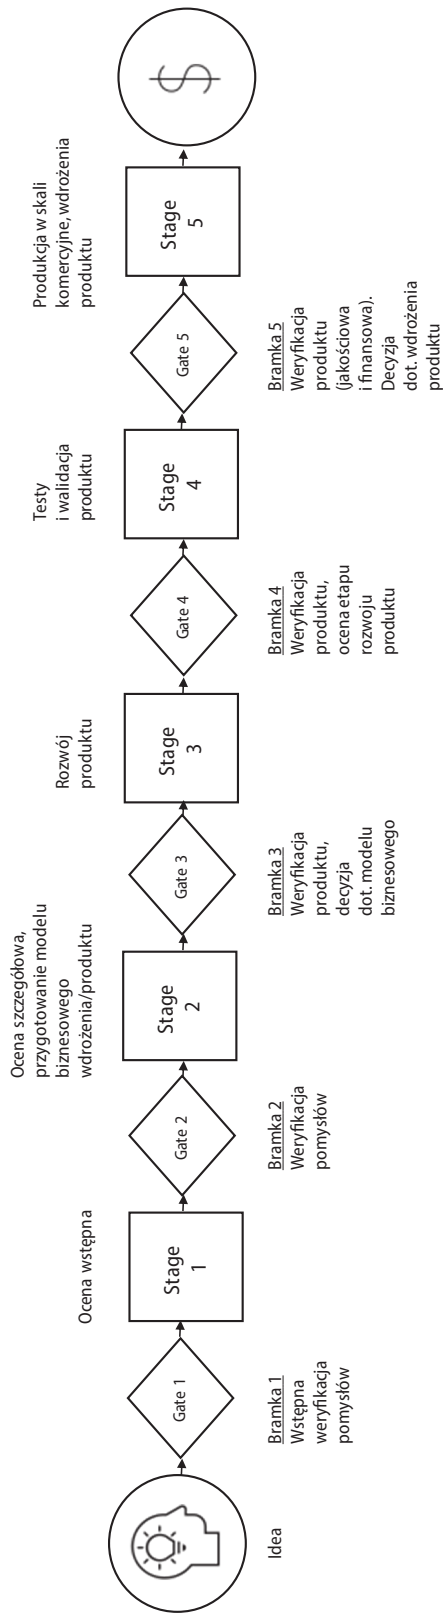 Idea
Gate 1
Bramka 1
Wstępna
weryfikacja
pomysłów
Ocena wstępna
Stage
1
Gate 2
Bramka 2
Weryfikacja
pomysłów
Ocena szczegółowa,
przygotowanie modelu
biznesowego
wdrożenia/produktu
Stage
2
Gate 3
Bramka 3
Weryfikacja
produktu,
decyzja
dot. modelu
biznesowego
Rozwój
produktu
Stage
3
Gate 4
Bramka 4
Weryfikacja
produktu,
ocena etapu
rozwoju
produktu
Testy
i walidacja
produktu
Stage
4
Gate 5
Bramka 5
Weryfikacja
produktu
(jakościowa
i finansowa).
Decyzja
dot. wdrożenia
produktu
Produkcja w skali
komercyjne, wdrożenia
produktu
Stage
5
$